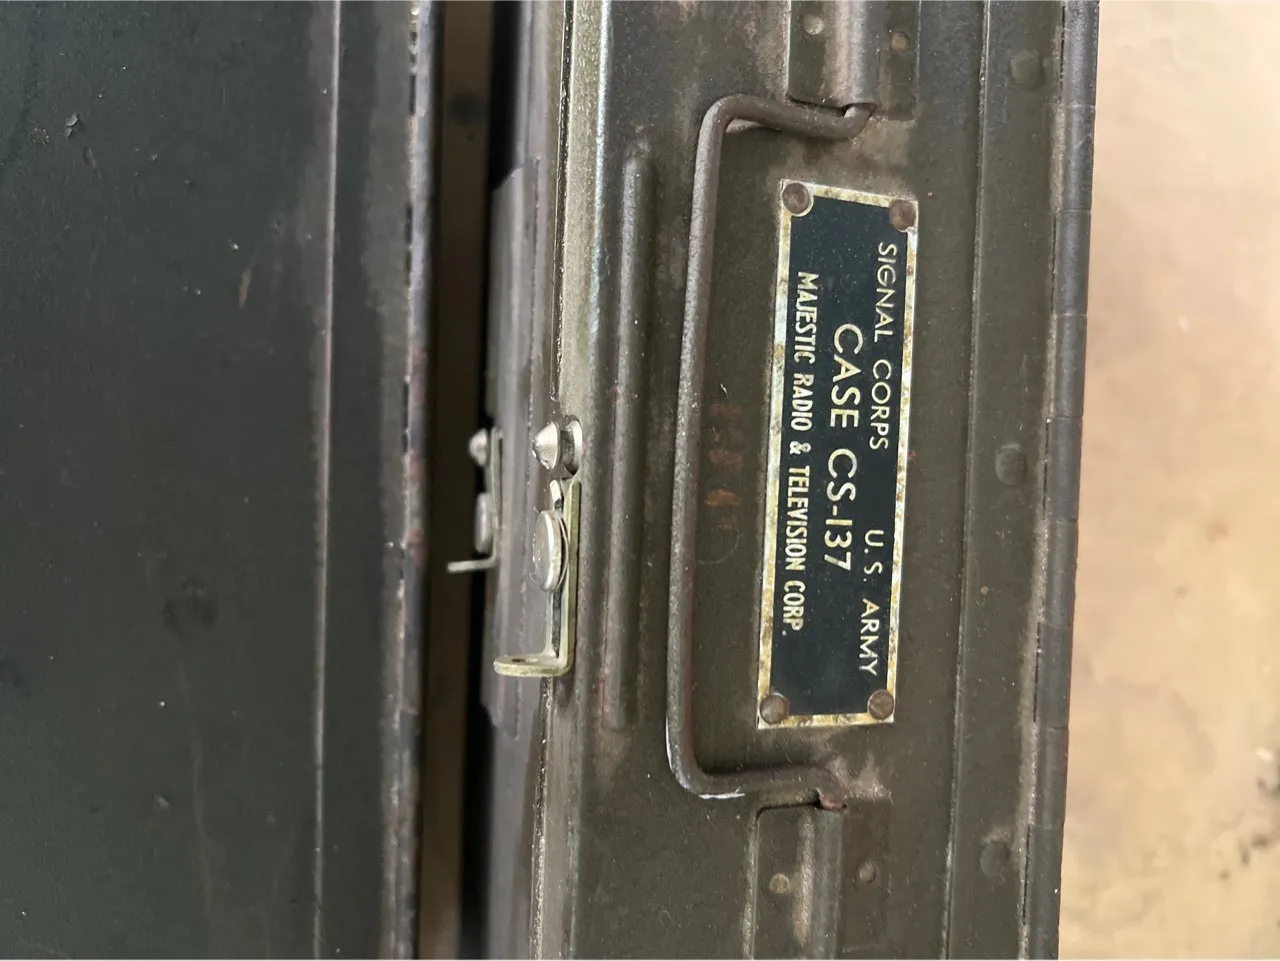 SIGNAL CORPS U.S. ARMY
CASE CS-137
MAJESTIC RADIO & TELEVISION CORP.